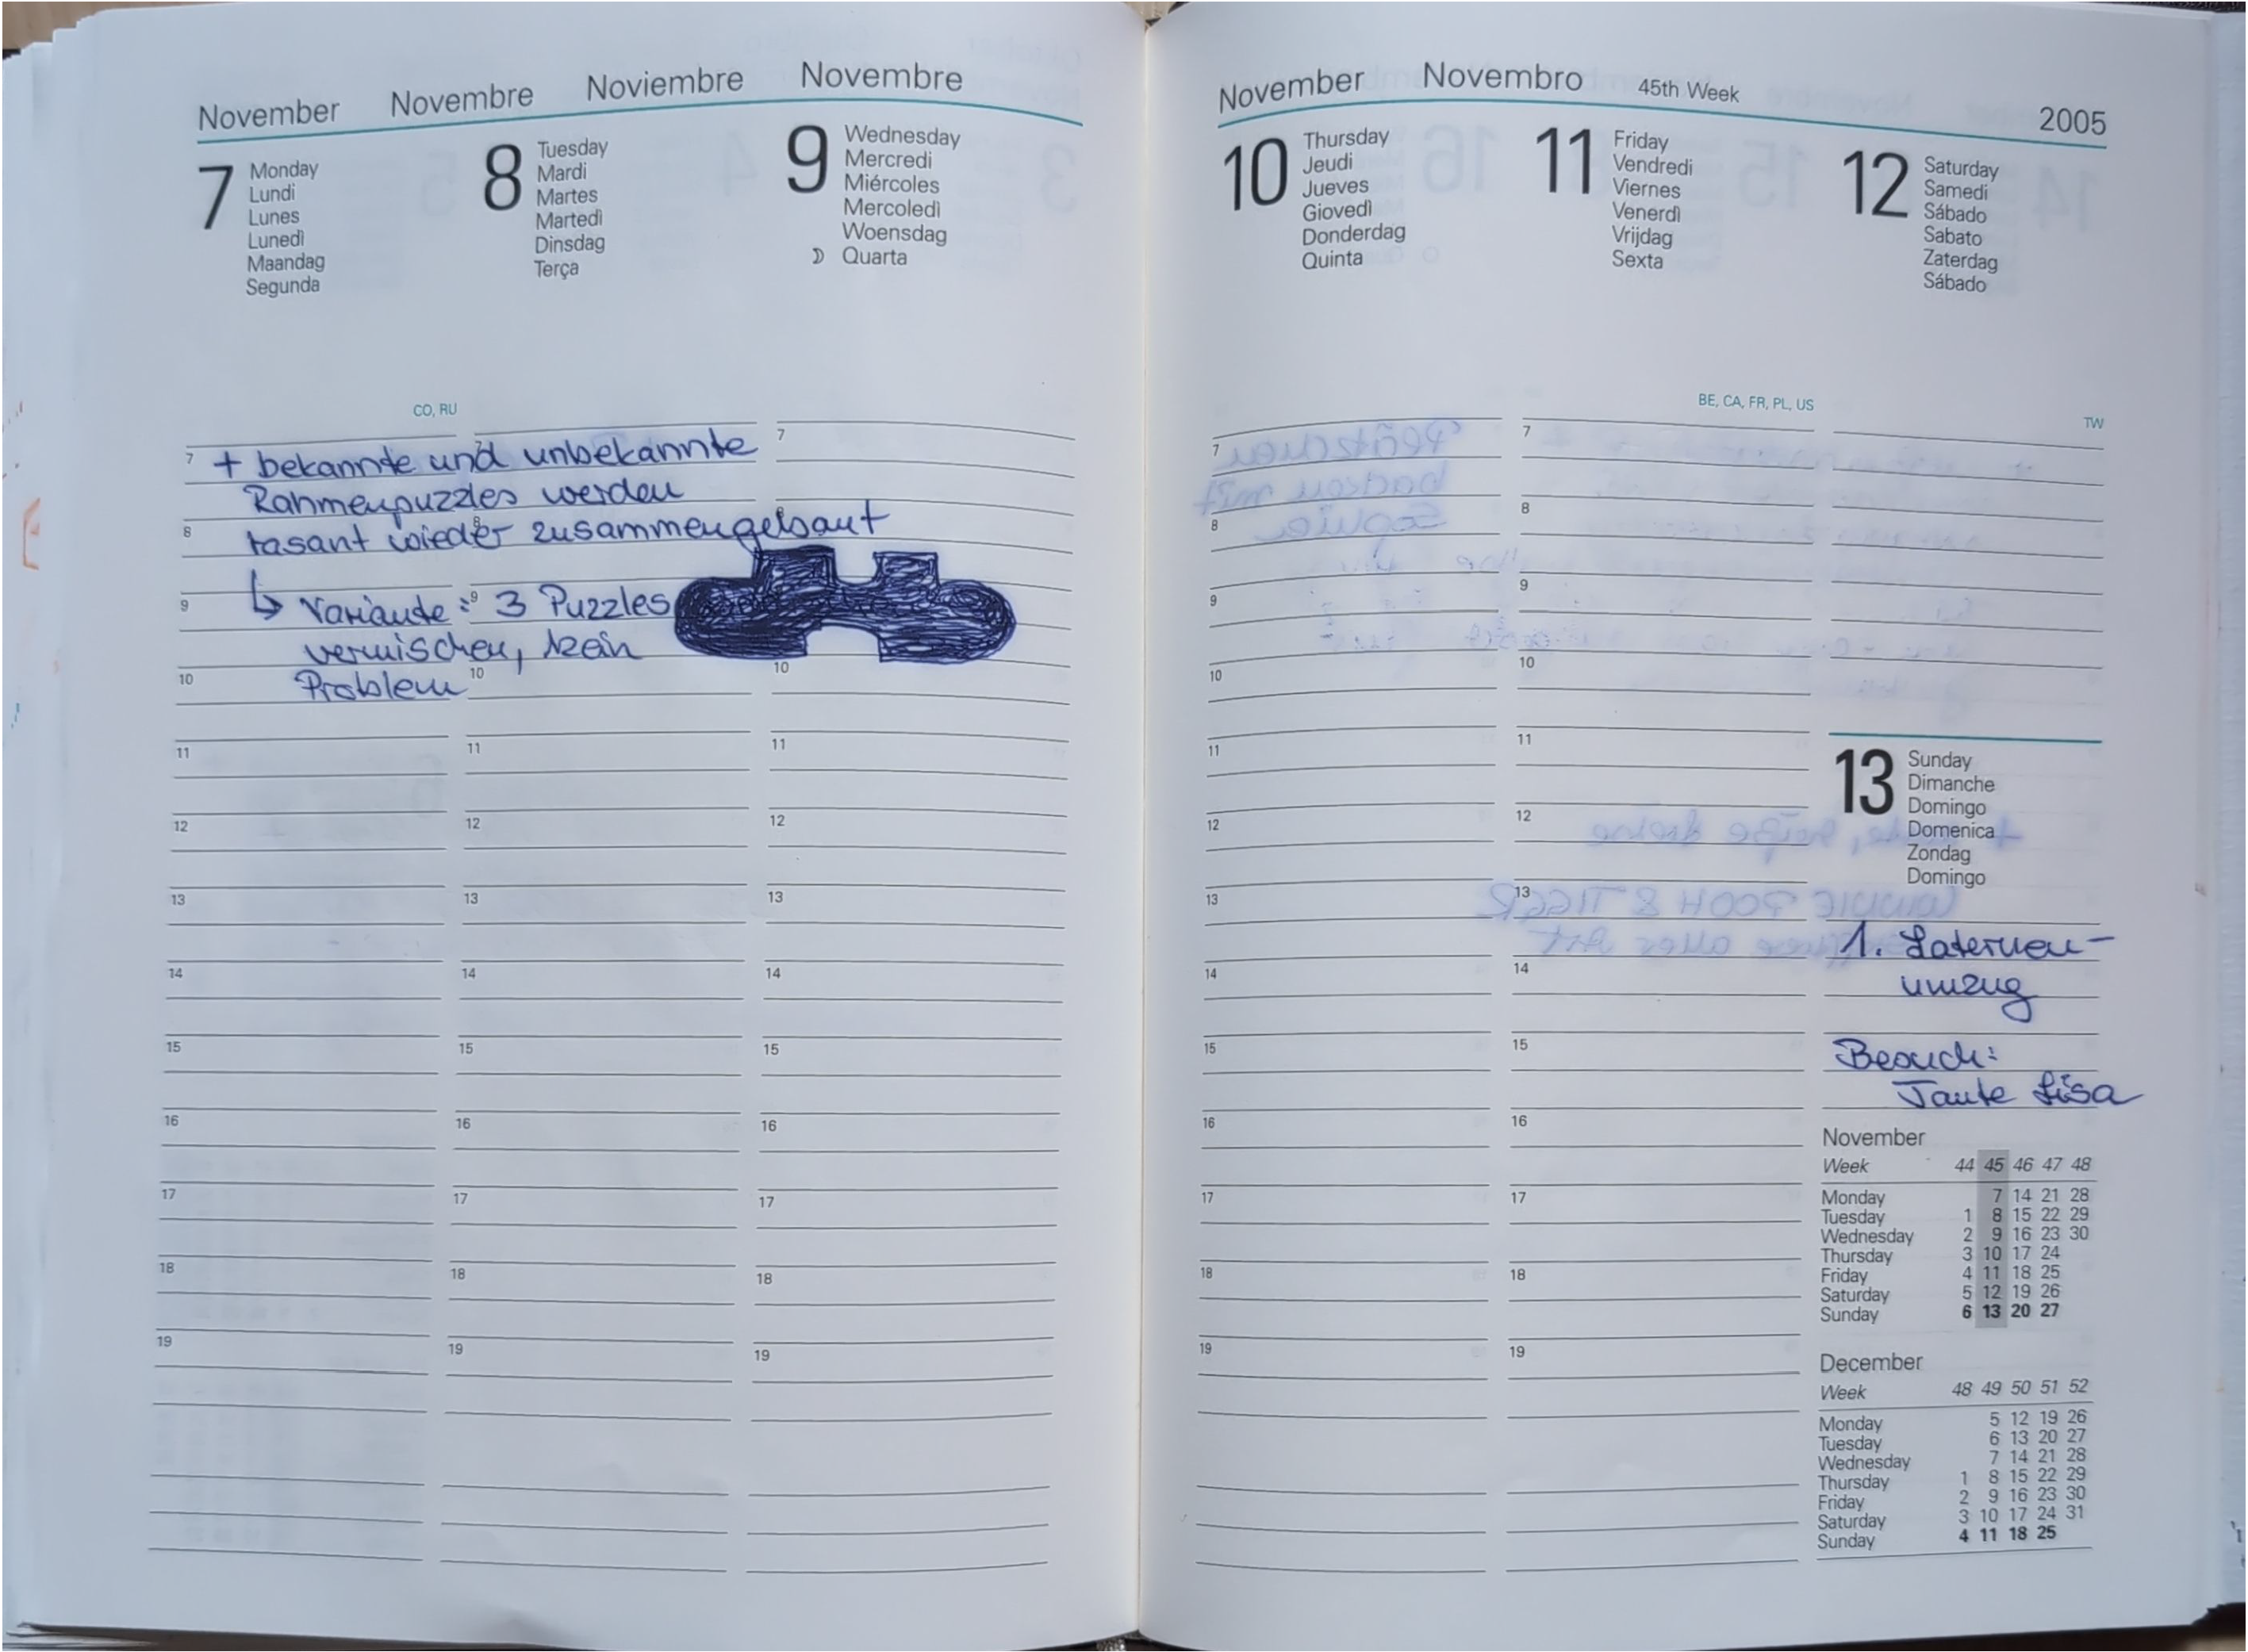 November Novembre Noviembre Novembre
7 Monday
Lundi
Lunes
Lunedì
Maandag
Segunda
8 Tuesday
Mardi
Martes
Martedì
Dinsdag
Terça
9 Wednesday
Mercredi
Miércoles
Mercoledì
Woensdag
Quarta
CO, RU
+ bekannte und unbekannte
Rahmenpuzzles werden
rasant wieder zusammengebaut
↳ Variante: 3 Puzzles
vermischen, kein
Problem
7
8
9
10
11
12
13
14
15
16
17
18
19
7
8
9
10
11
12
13
14
15
16
17
18
19
7
8
10
11
12
13
14
15
16
17
18
19
November Novembro 45th Week 2005
10 Thursday
Jeudi
Jueves
Giovedì
Donderdag
Quinta
11 Friday
Vendredi
Viernes
Venerdì
Vrijdag
Sexta
12 Saturday
Samedi
Sábado
Sabato
Zaterdag
Sábado
BE, CA, FR, PL, US
TW
7
8
9
10
11
12
13
14
15
16
17
18
19
7
8
9
10
11
12
13
14
15
16
17
18
19
13 Sunday
Dimanche
Domingo
Domenica
Zondag
Domingo
1. Laternen-
umzug
Besuch:
Tante Lisa
November
Week 44 45 46 47 48
Monday 7 14 21 28
Tuesday 1 8 15 22 29
Wednesday 2 9 16 23 30
Thursday 3 10 17 24
Friday 4 11 18 25
Saturday 5 12 19 26
Sunday 6 13 20 27
December
Week 48 49 50 51 52
Monday 5 12 19 26
Tuesday 6 13 20 27
Wednesday 7 14 21 28
Thursday 1 8 15 22 29
Friday 2 9 16 23 30
Saturday 3 10 17 24 31
Sunday 4 11 18 25